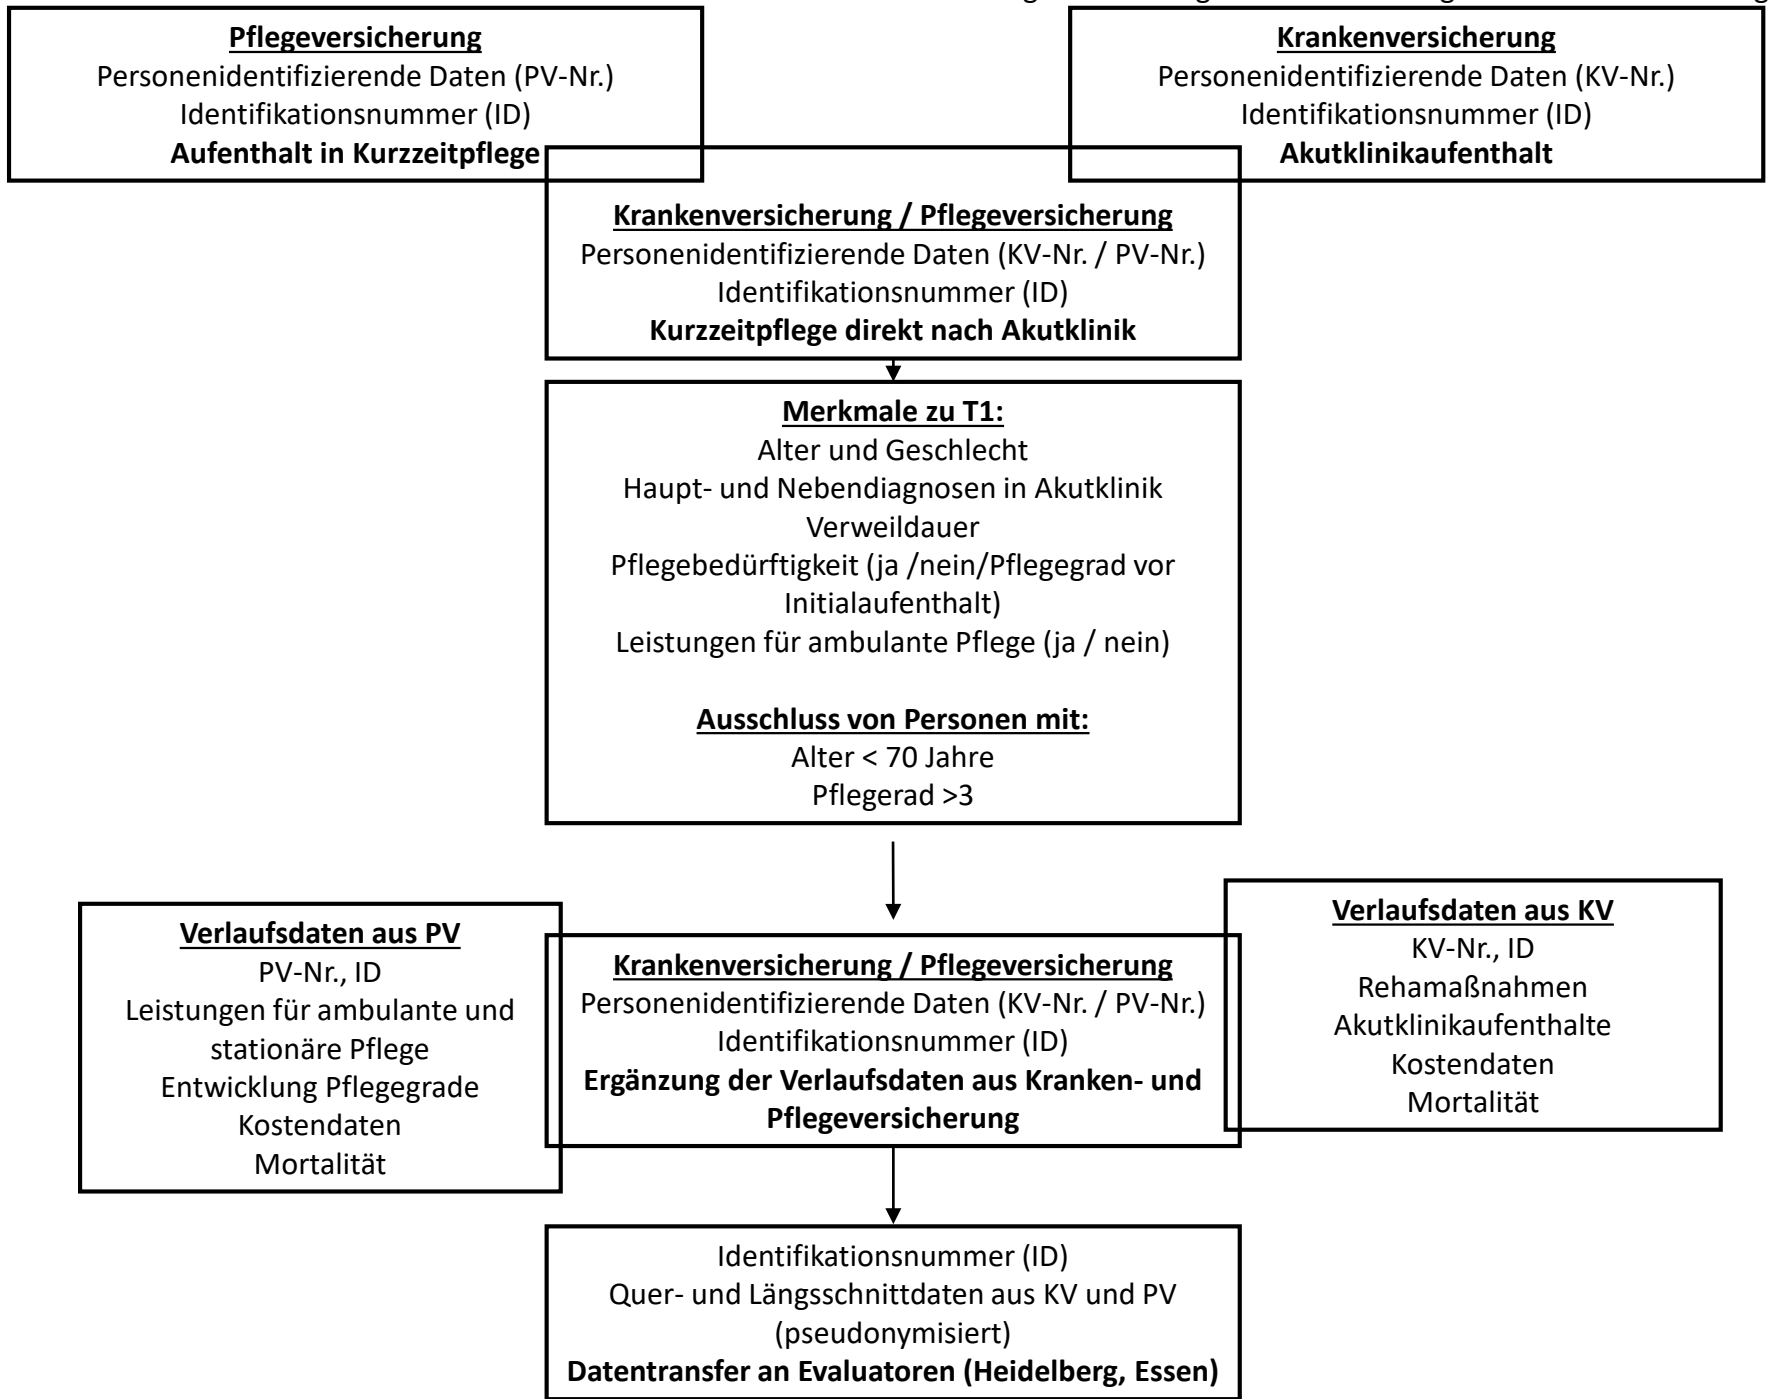 Pflegeversicherung
Personenidentifizierende Daten (PV-Nr.)
Identifikationsnummer (ID)
Aufenthalt in Kurzzeitpflege
Krankenversicherung
Personenidentifizierende Daten (KV-Nr.)
Identifikationsnummer (ID)
Akutklinikaufenthalt
Krankenversicherung / Pflegeversicherung
Personenidentifizierende Daten (KV-Nr. / PV-Nr.)
Identifikationsnummer (ID)
Kurzzeitpflege direkt nach Akutklinik
Merkmale zu T1:
Alter und Geschlecht
Haupt- und Nebendiagnosen in Akutklinik
Verweildauer
Pflegebedürftigkeit (ja /nein/Pflegegrad vor
Initialaufenthalt)
Leistungen für ambulante Pflege (ja / nein)
Ausschluss von Personen mit:
Alter < 70 Jahre
Pflegerad >3
Verlaufsdaten aus PV
PV-Nr., ID
Leistungen für ambulante und
stationäre Pflege
Entwicklung Pflegegrade
Kostendaten
Mortalität
Krankenversicherung / Pflegeversicherung
Personenidentifizierende Daten (KV-Nr. / PV-Nr.)
Identifikationsnummer (ID)
Ergänzung der Verlaufsdaten aus Kranken- und
Pflegeversicherung
Verlaufsdaten aus KV
KV-Nr., ID
Rehamaßnahmen
Akutklinikaufenthalte
Kostendaten
Mortalität
Identifikationsnummer (ID)
Quer- und Längsschnittdaten aus KV und PV
(pseudonymisiert)
Datentransfer an Evaluatoren (Heidelberg, Essen)